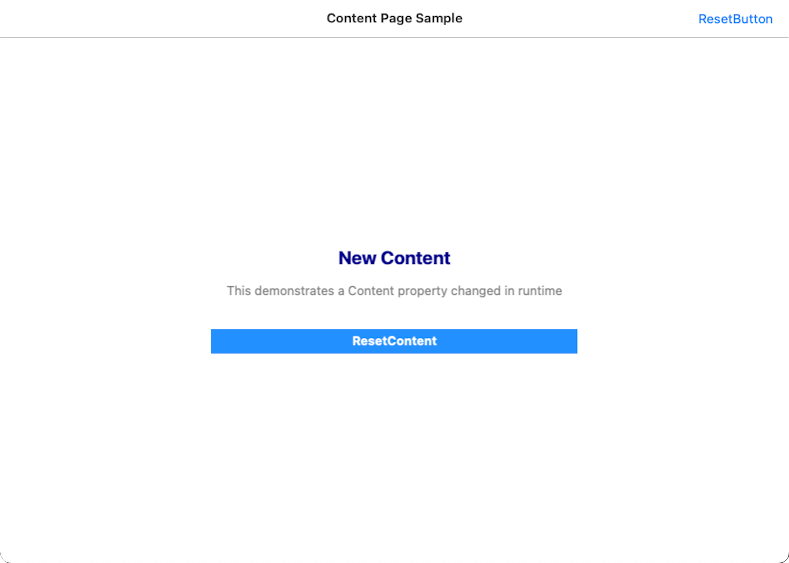 Content Page Sample
ResetButton
New Content
This demonstrates a Content property changed in runtime
ResetContent